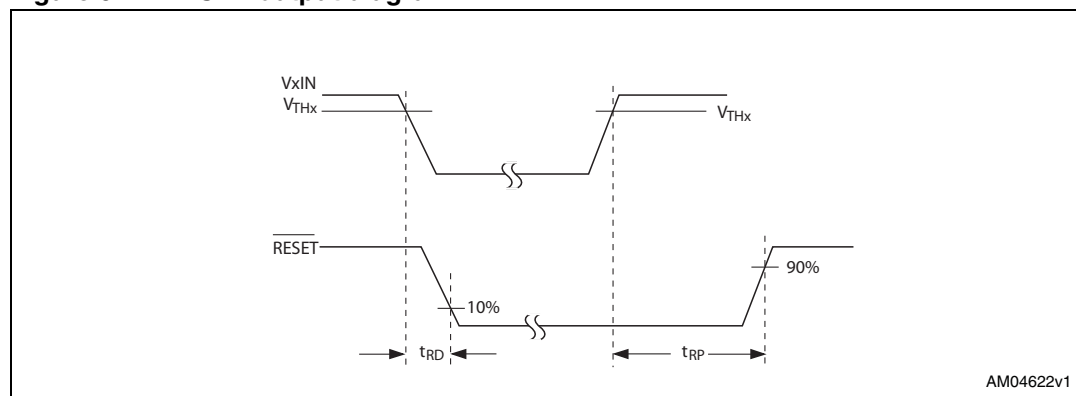 VxIN
VTHx
VTHx
RESET
10%
90%
tRD
tRP
AM04622v1